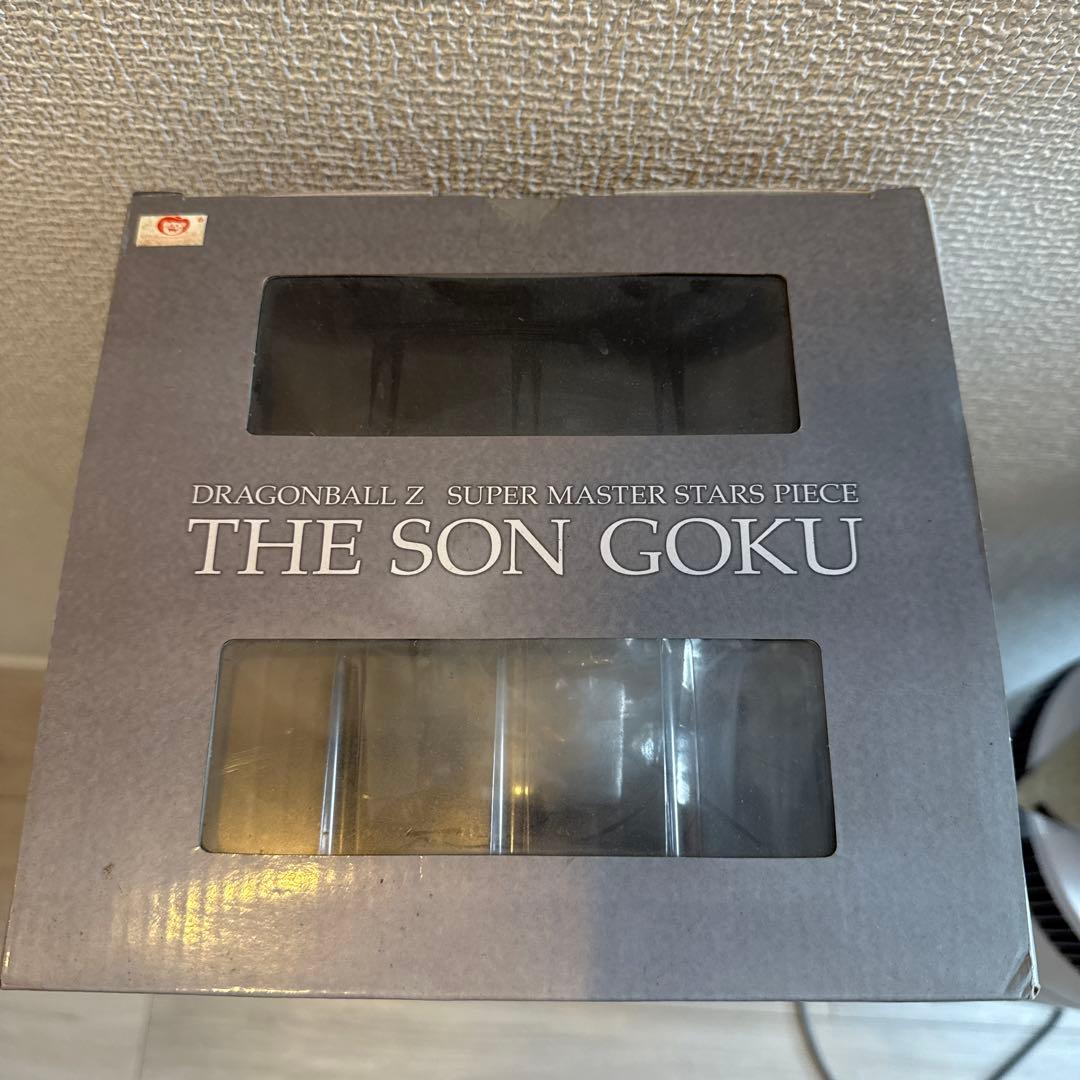 DRAGONBALL Z SUPER MASTER STARS PIECE
THE SON GOKU